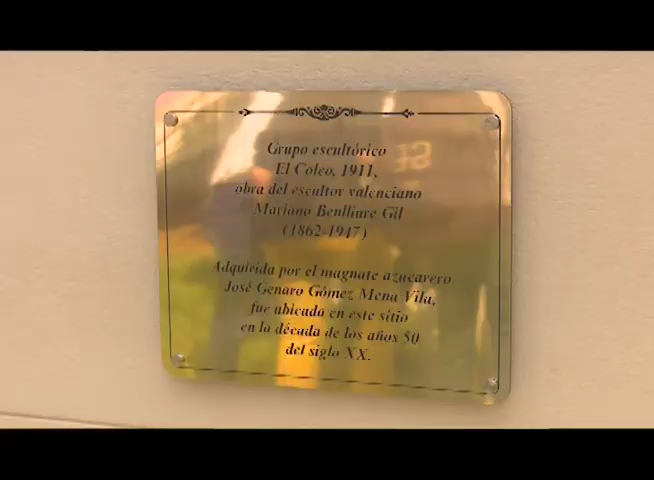 Grupo escultórico
El Coleo, 1911,
obra del escultor valenciano
Mariano Benlliure Gil
(1862-1947)
Adquirida por el magnate azucarero
José Genaro Gómez Mena Vila,
fue ubicado en este sitio
en la década de los años 50
del siglo XX.